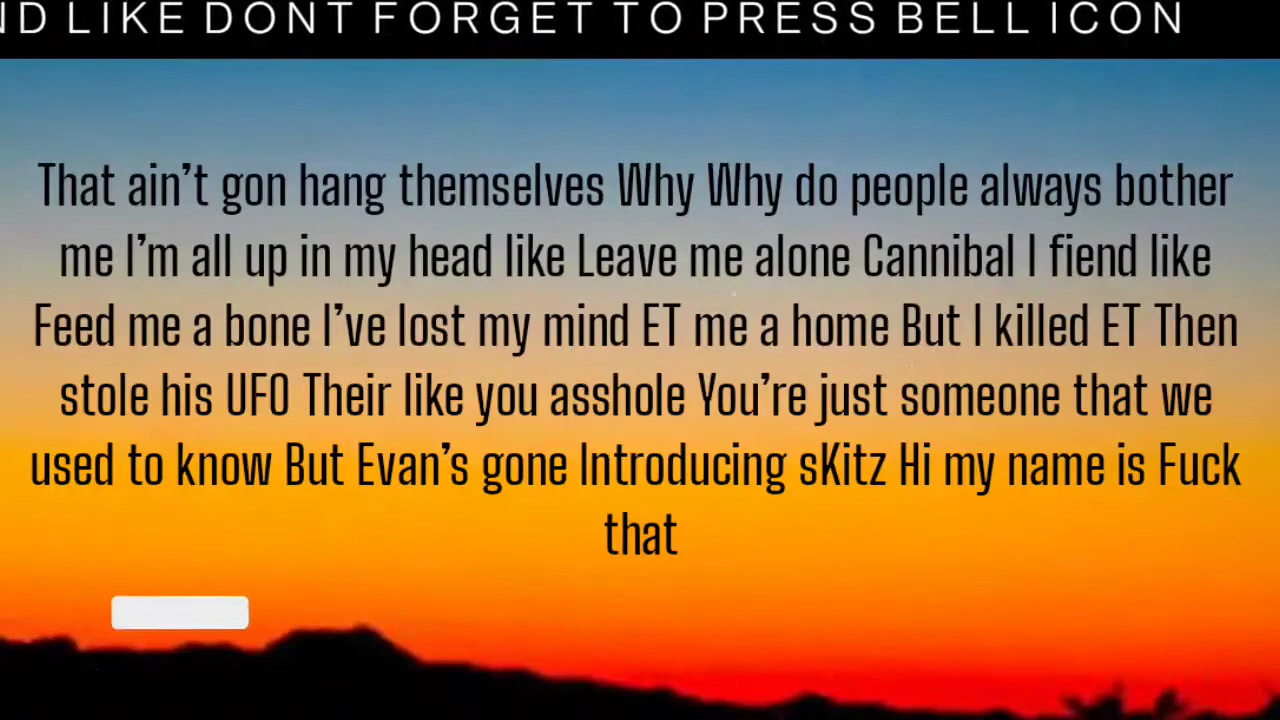 ND LIKE DONT FORGET TO PRESS BELL ICON
That ain't gon hang themselves Why Why do people always bother
me I'm all up in my head like Leave me alone Cannibal I fiend like
Feed me a bone I've lost my mind ET me a home But I killed ET Then
stole his UFO Their like you asshole You're just someone that we
used to know But Evan's gone Introducing sKitz Hi my name is Fuck
that